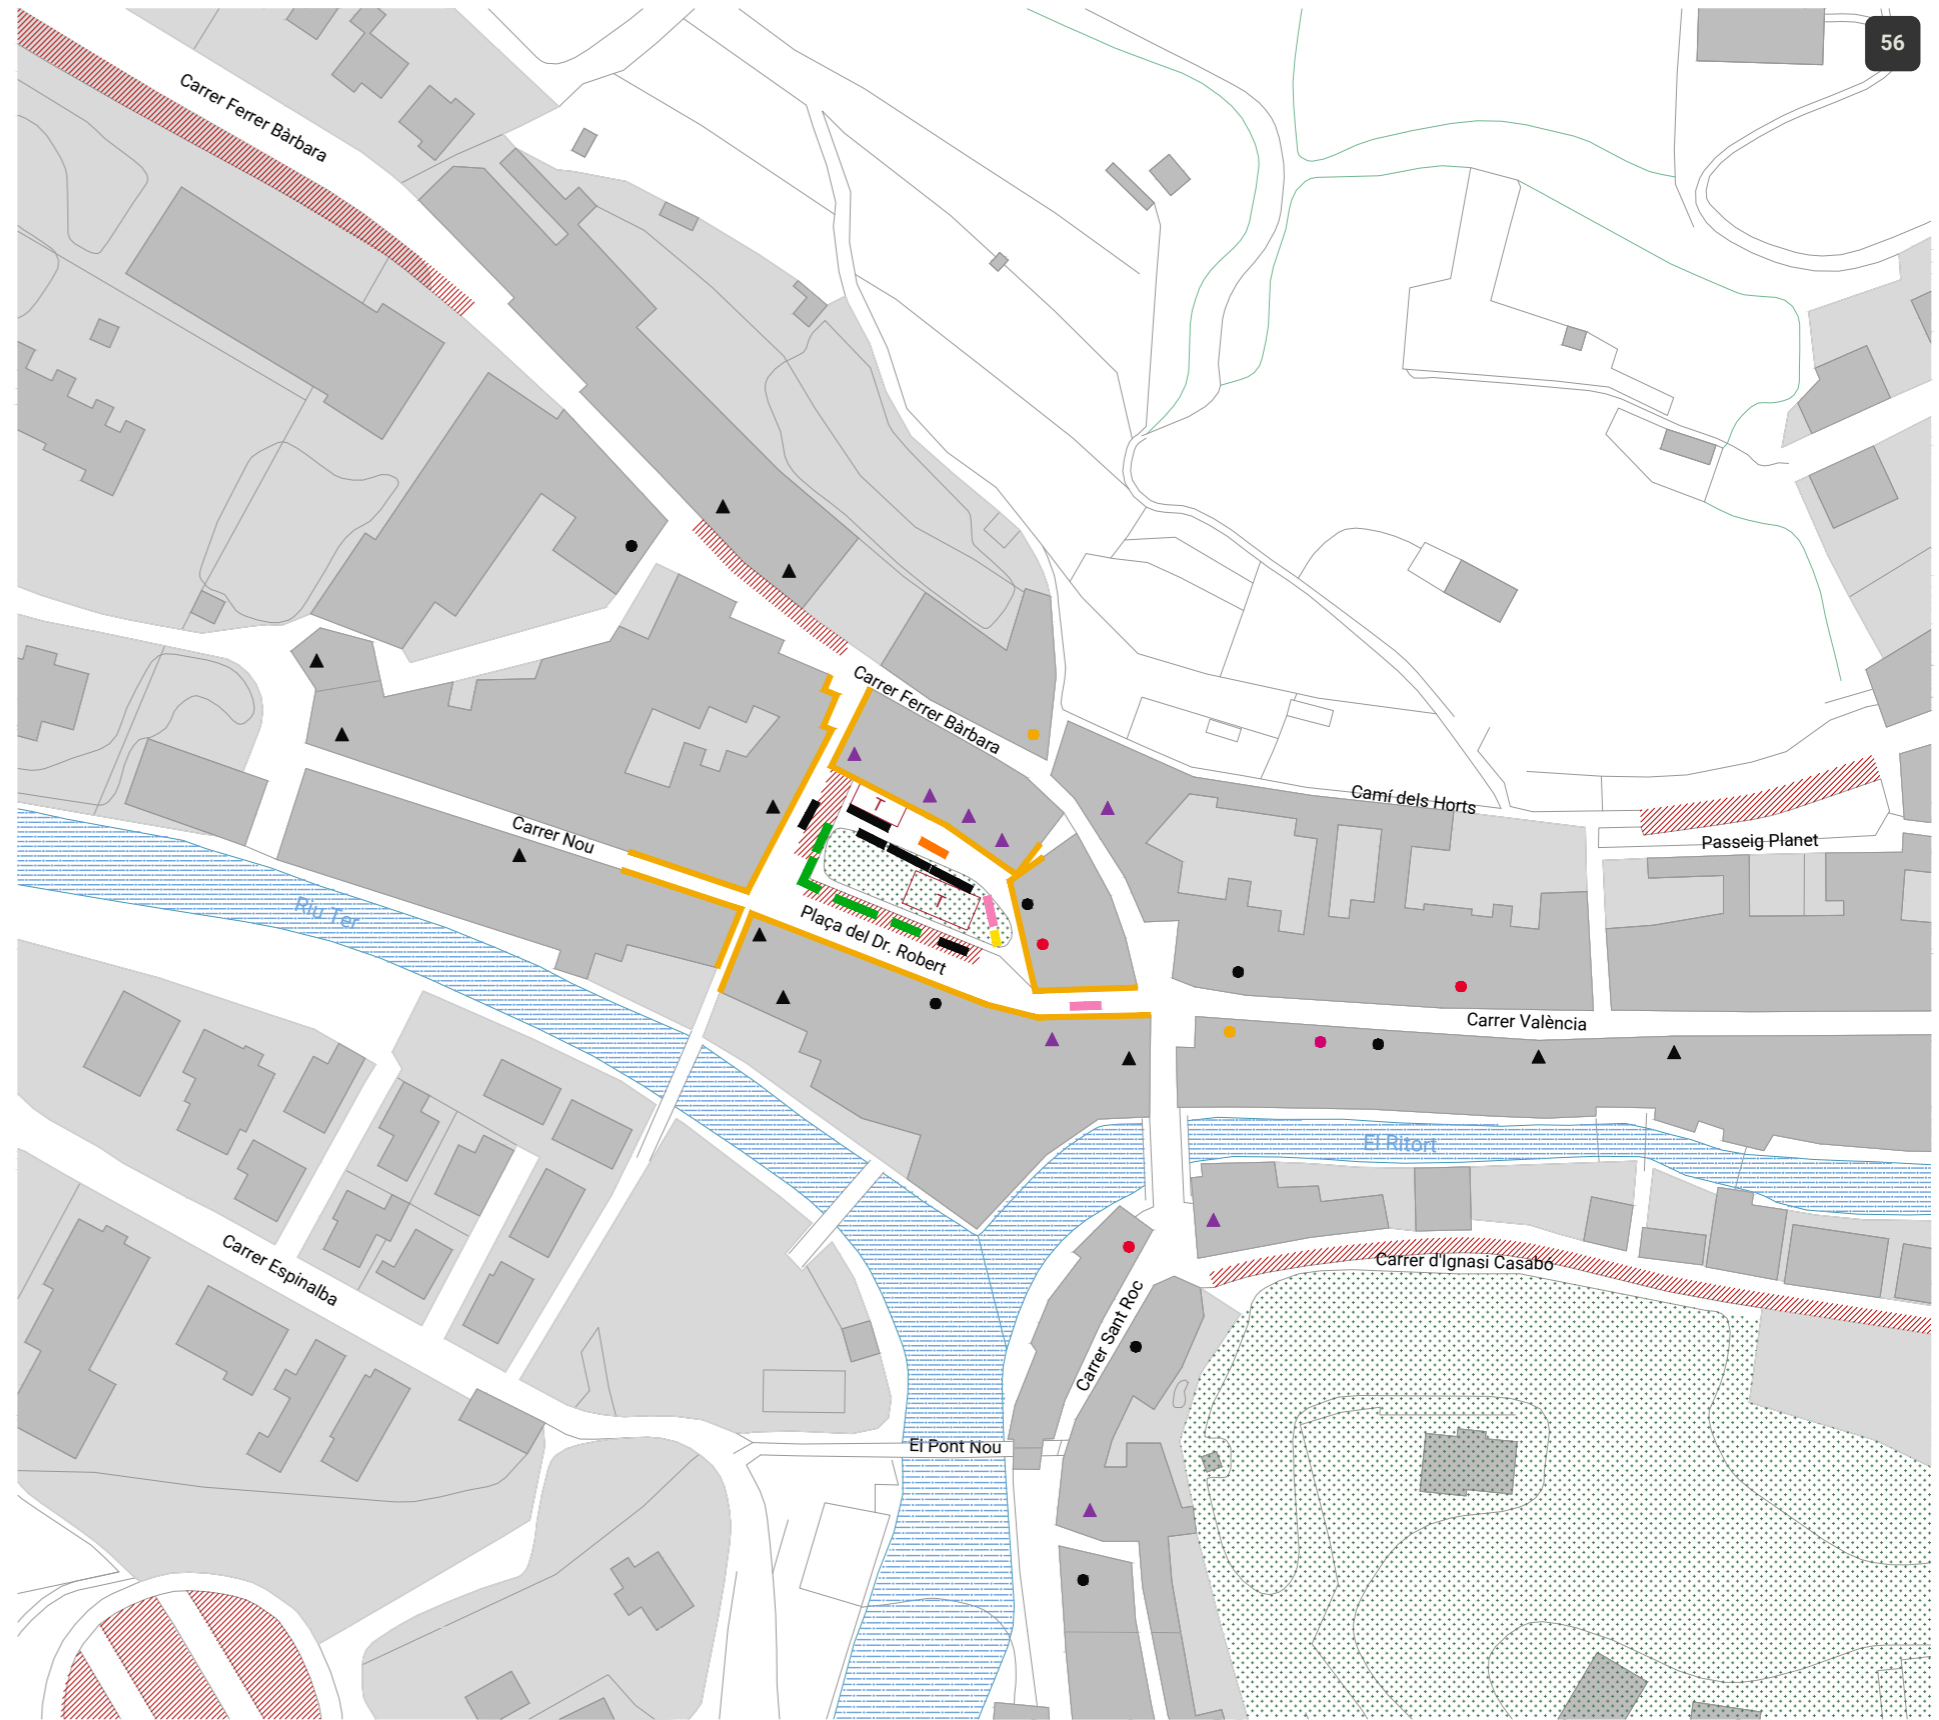 56
Carrer Ferrer Bàrbara
Carrer Ferrer Bàrbara
T
Camí dels Horts
Passeig Planet
Carrer Nou
T
Riu Ter
Plaça del Dr. Robert
Carrer València
El Ritort
Carrer Espinalba
Carrer d'Ignasi Casabó
Carrer Sant Roc
El Pont Nou